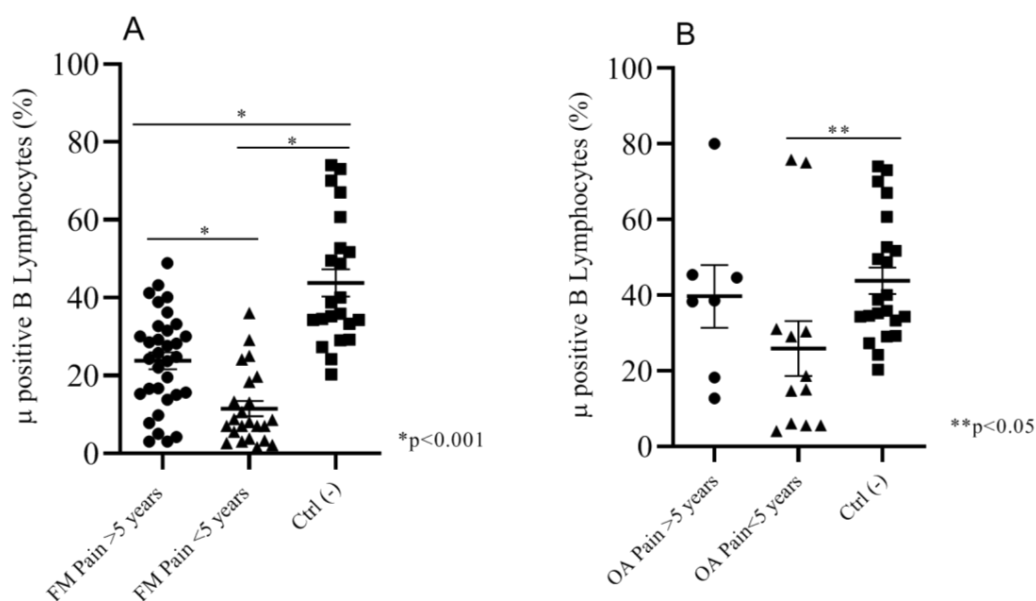 A
μ positive B Lymphocytes (%)
100
80
60
40
20
0
*
*
*
FM Pain >5 years
FM Pain <5 years
Ctrl (-)
*p<0.001
B
μ positive B Lymphocytes (%)
100
80
60
40
20
0
**
OA Pain >5 years
OA Pain<5 years
Ctrl (-)
**p<0.05